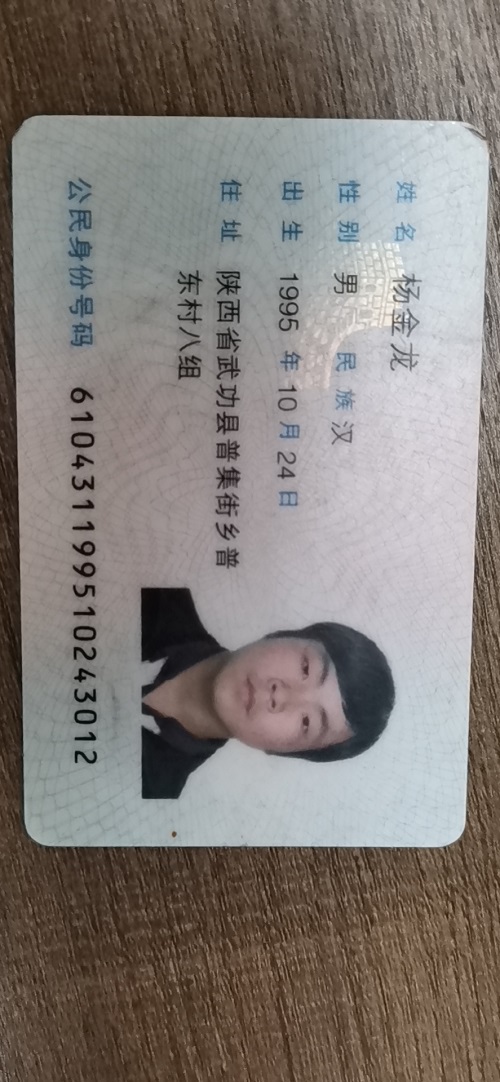 姓名 杨金龙
性别 男 民族 汉
出生 1995 年 10 月 24 日
住址 陕西省武功县普集街乡普
东村八组
公民身份号码 610431199510243012